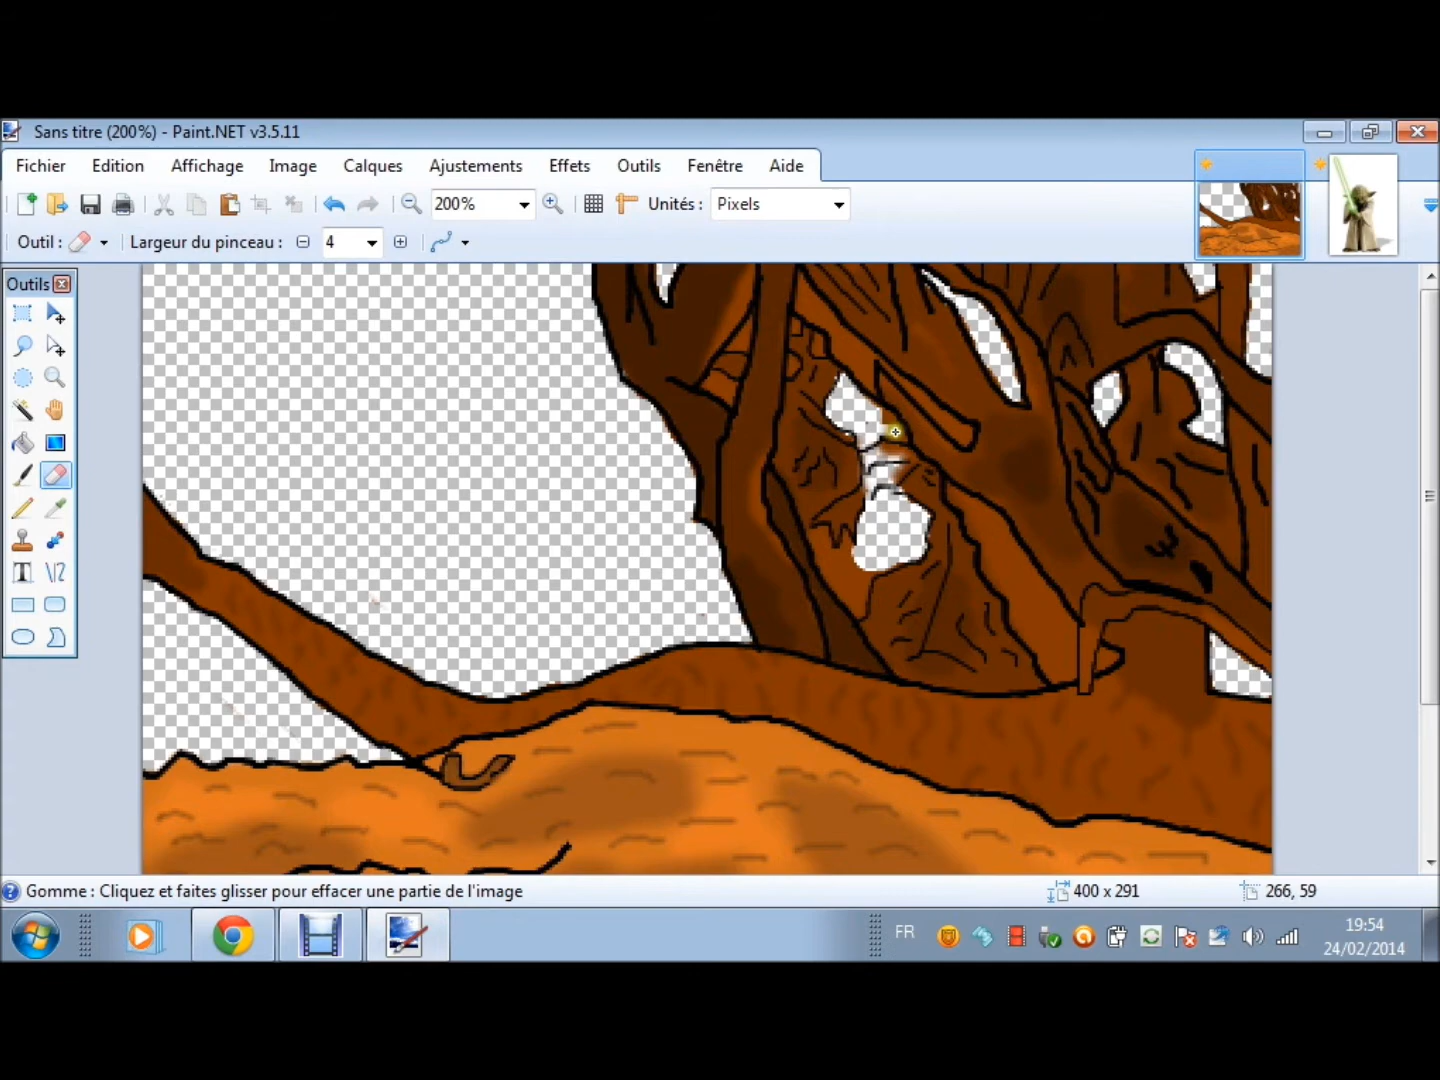 Sans titre (200%) - Paint.NET v3.5.11
Fichier Edition Affichage Image Calques Ajustements Effets Outils Fenêtre Aide
200% Unités : Pixels
Outil : Largeur du pinceau : 4
Outils
Gomme : Cliquez et faites glisser pour effacer une partie de l'image 400 x 291 266, 59
FR 19:54
24/02/2014